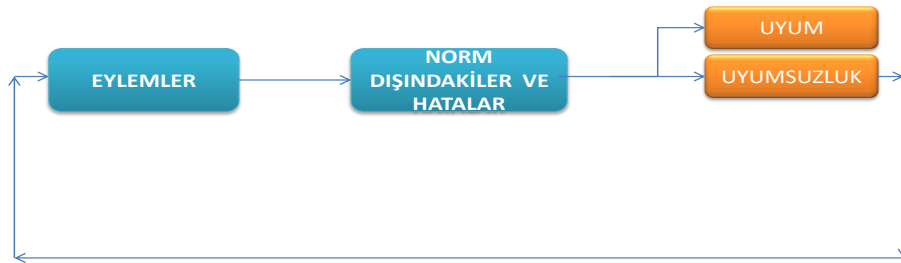 EYLEMLER
NORM
DIŞINDAKİLER VE
HATALAR
UYUM
UYUMSUZLUK